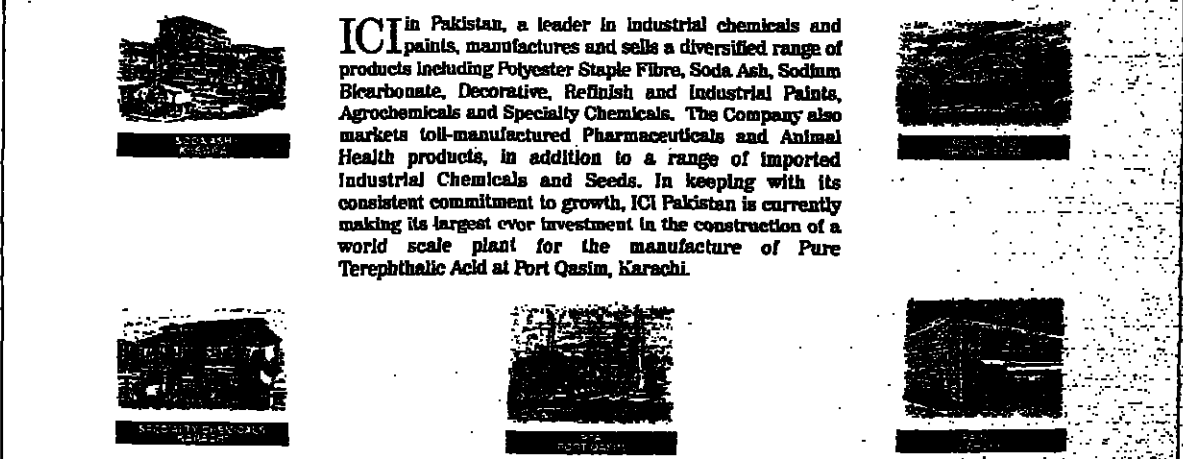 ICI in Pakistan, a leader in industrial chemicals and
paints, manufactures and sells a diversified range of
products including Polyester Staple Fibre, Soda Ash, Sodium
Bicarbonate, Decorative, Refinish and Industrial Paints,
Agrochemicals and Specialty Chemicals. The Company also
markets toll-manufactured Pharmaceuticals and Animal
Health products, in addition to a range of imported
Industrial Chemicals and Seeds. In keeping with its
consistent commitment to growth, ICI Pakistan is currently
making its largest ever investment in the construction of a
world scale plant for the manufacture of Pure
Terephthalic Acid at Port Qasim, Karachi.
SODA ASH
SPECIALTY CHEMICALS
KARACHI
PTA
PORT QASIM